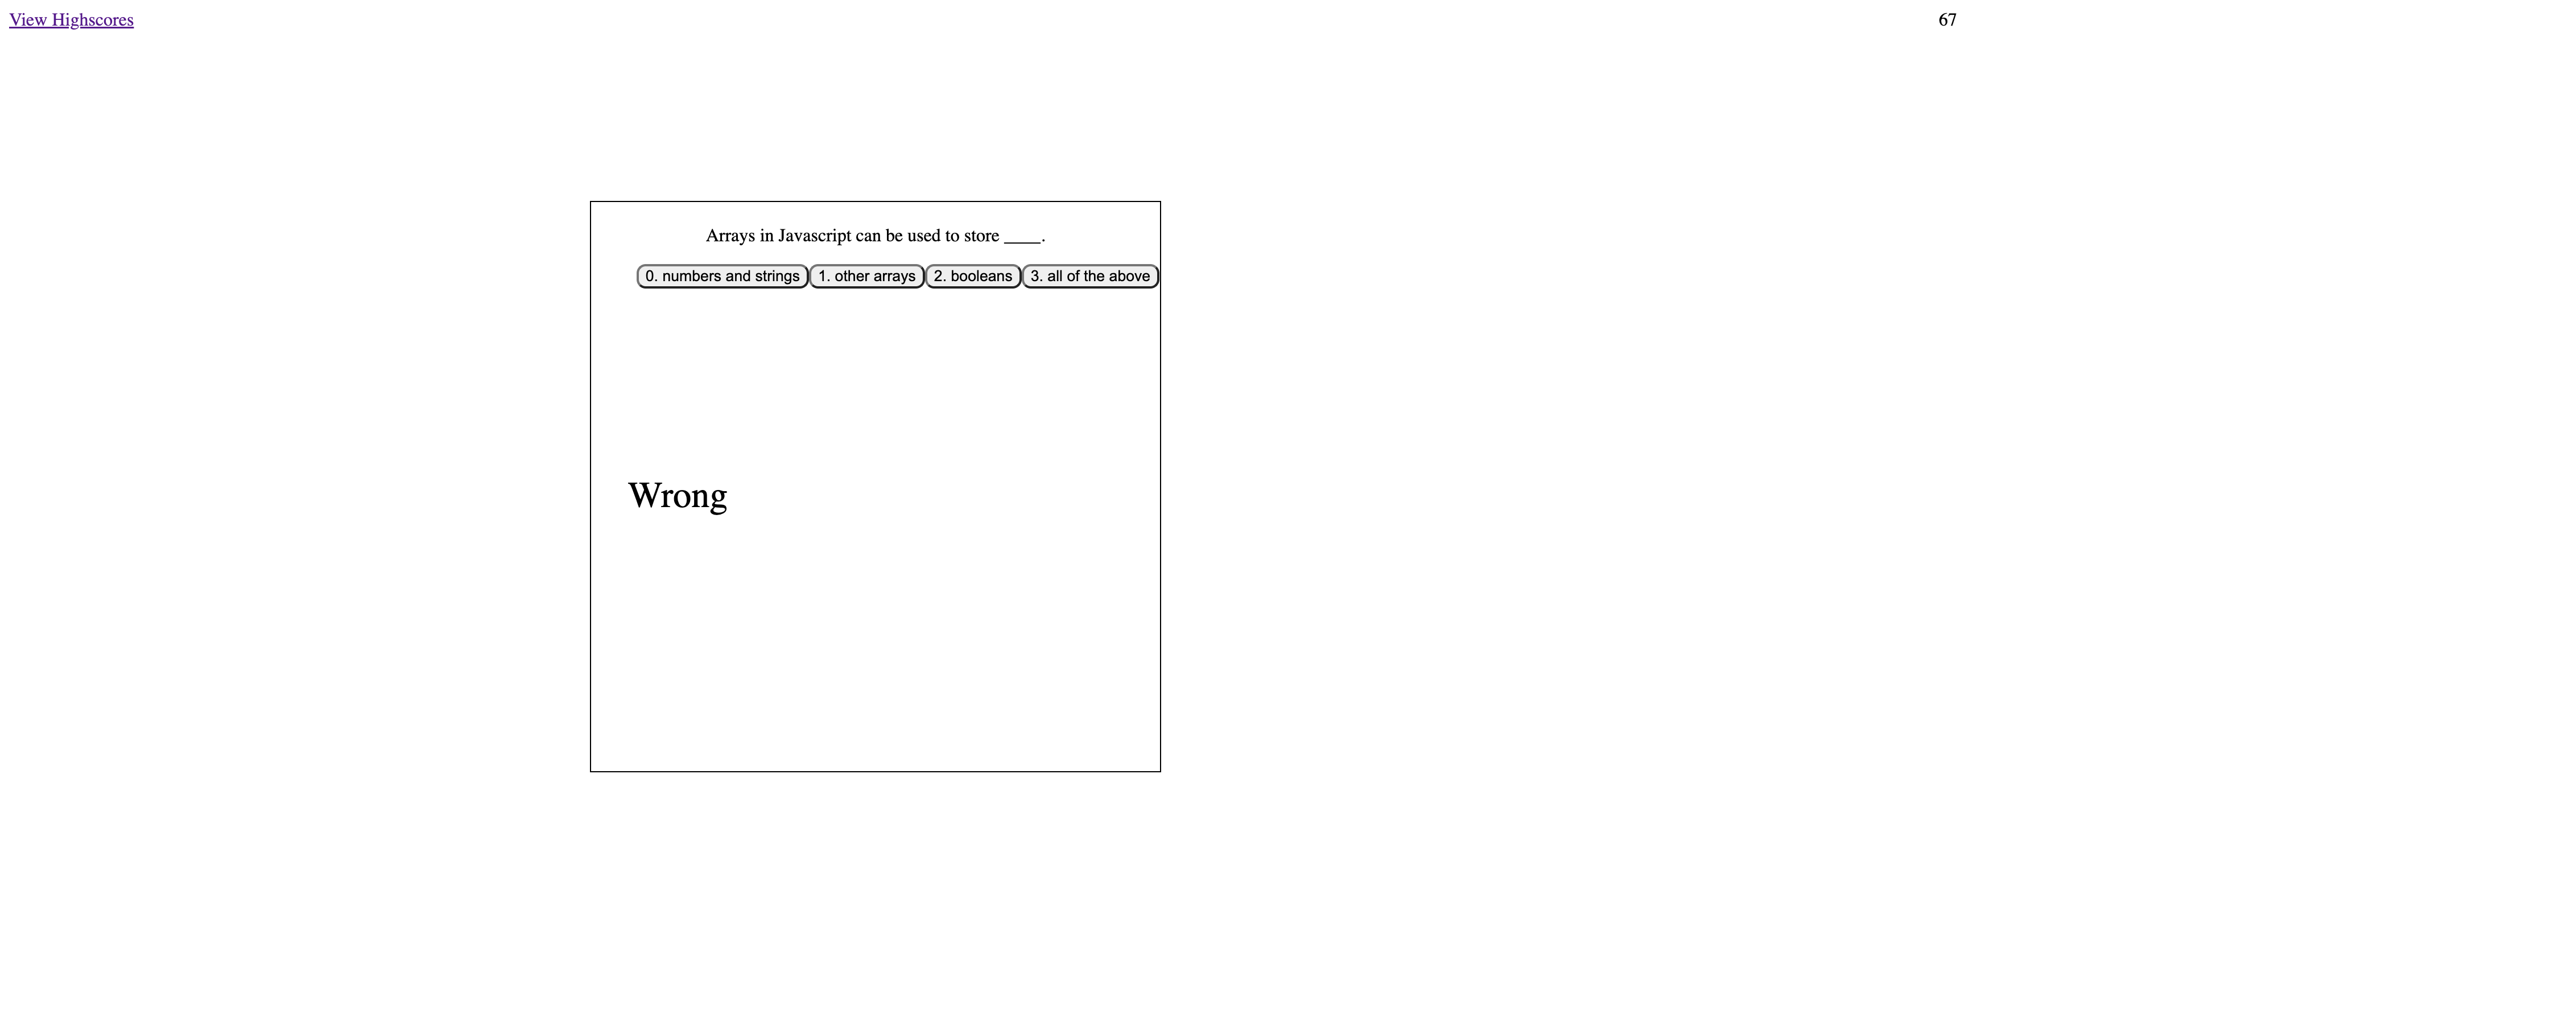 View Highscores
67
Arrays in Javascript can be used to store ____.
0. numbers and strings 1. other arrays 2. booleans 3. all of the above
Wrong